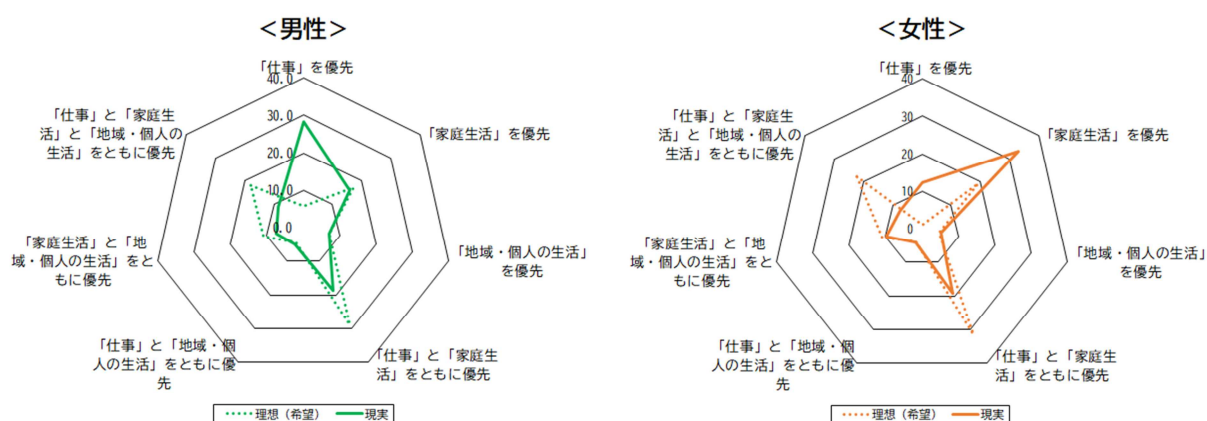 ＜男性＞
「仕事」を優先
40.0
30.0
20.0
10.0
0.0
「家庭生活」を優先
「地域・個人の生活」
を優先
「仕事」と「家庭生
活」をともに優先
「仕事」と「地域・個
人の生活」をともに優
先
「家庭生活」と「地
域・個人の生活」をと
もに優先
「仕事」と「家庭生
活」と「地域・個人の
生活」をともに優先
理想（希望）
現実
＜女性＞
「仕事」を優先
40
30
20
10
0
「家庭生活」を優先
「地域・個人の生活」
を優先
「仕事」と「家庭生
活」をともに優先
「仕事」と「地域・個
人の生活」をともに優
先
「家庭生活」と「地
域・個人の生活」をと
もに優先
「仕事」と「家庭生
活」と「地域・個人の
生活」をともに優先
理想（希望）
現実